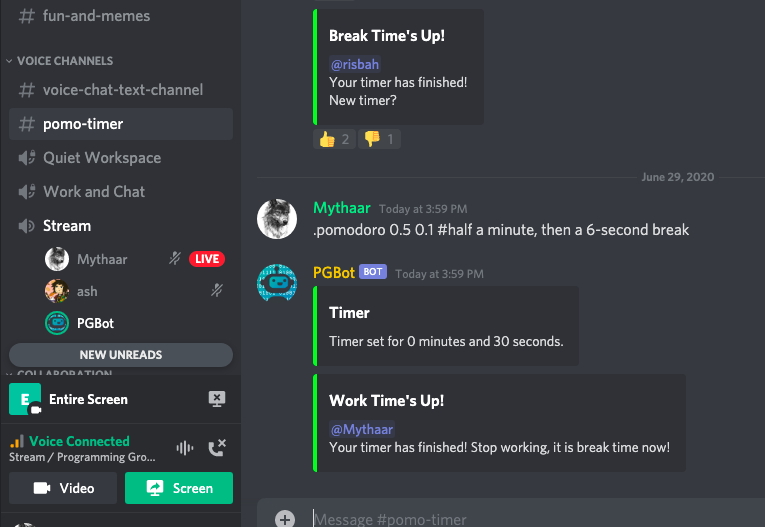 # fun-and-memes
VOICE CHANNELS
# voice-chat-text-channel
# pomo-timer
Quiet Workspace
Work and Chat
Stream
Mythaar LIVE
ash
PGBot
NEW UNREADS
COLLABORATION
E Entire Screen
Voice Connected
Stream / Programming Gro...
Video Screen
Break Time's Up!
@risbah
Your timer has finished!
New timer?
2 1
June 29, 2020
Mythaar Today at 3:59 PM
.pomodoro 0.5 0.1 #half a minute, then a 6-second break
PGBot BOT Today at 3:59 PM
Timer
Timer set for 0 minutes and 30 seconds.
Work Time's Up!
@Mythaar
Your timer has finished! Stop working, it is break time now!
Message #pomo-timer